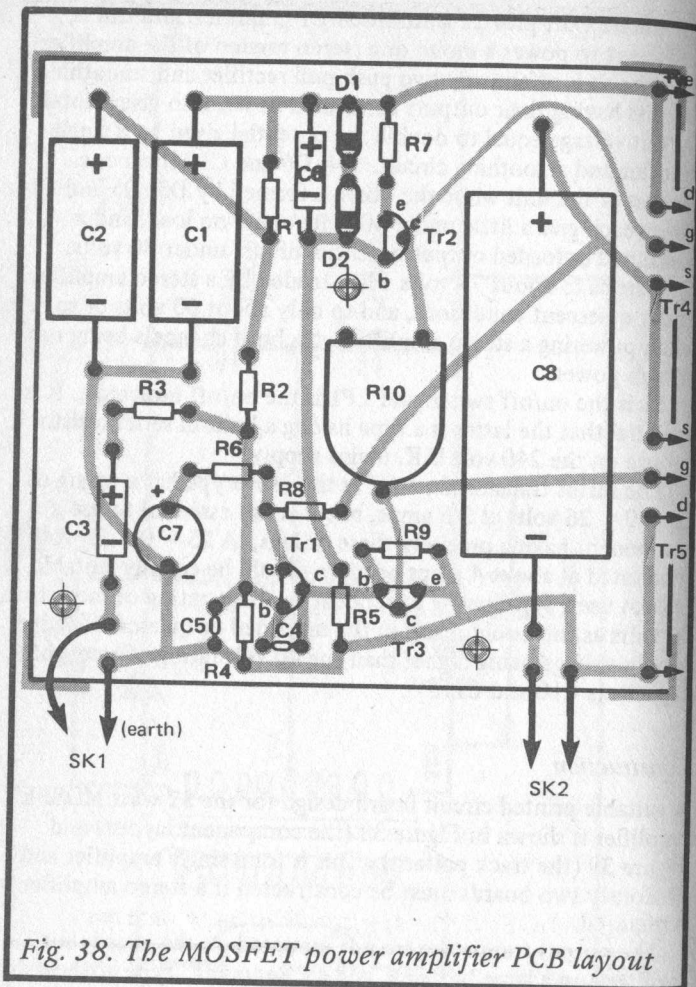 D1
+ve
R7
C6
+
+
+
+
C2
C1
R1
e
c
Tr2
D2
b
d
g
s
Tr4
R2
R10
C8
R3
R6
s
g
d
+
+
C3
C7
R8
R9
Tr1
e
c
b
e
Tr5
b
R5
c
C5
C4
Tr3
R4
(earth)
SK1
SK2
Fig. 38. The MOSFET power amplifier PCB layout